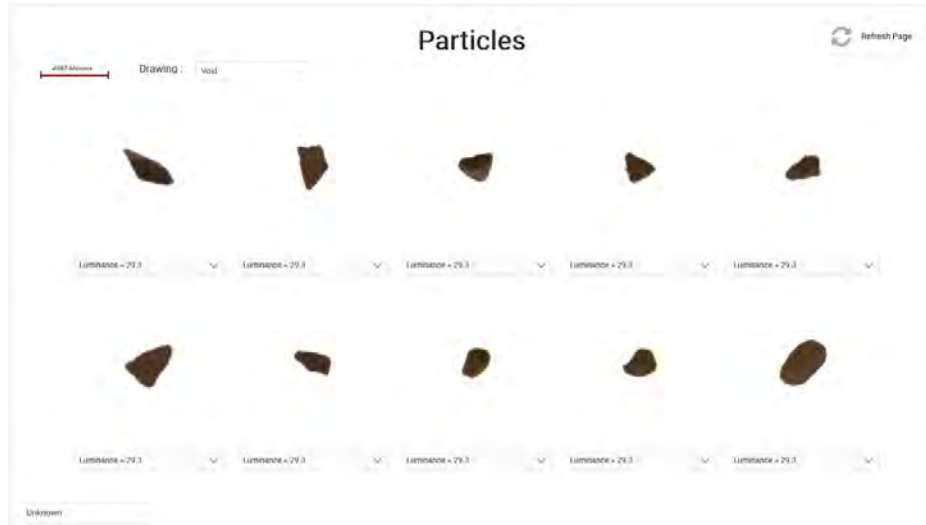 Particles
Refresh Page
Drawing : Void
Luminance = 29.3 Luminance = 29.3 Luminance = 29.3 Luminance = 29.3 Luminance = 29.3
Luminance = 29.3 Luminance = 29.3 Luminance = 29.3 Luminance = 29.3 Luminance = 29.3
Unknown